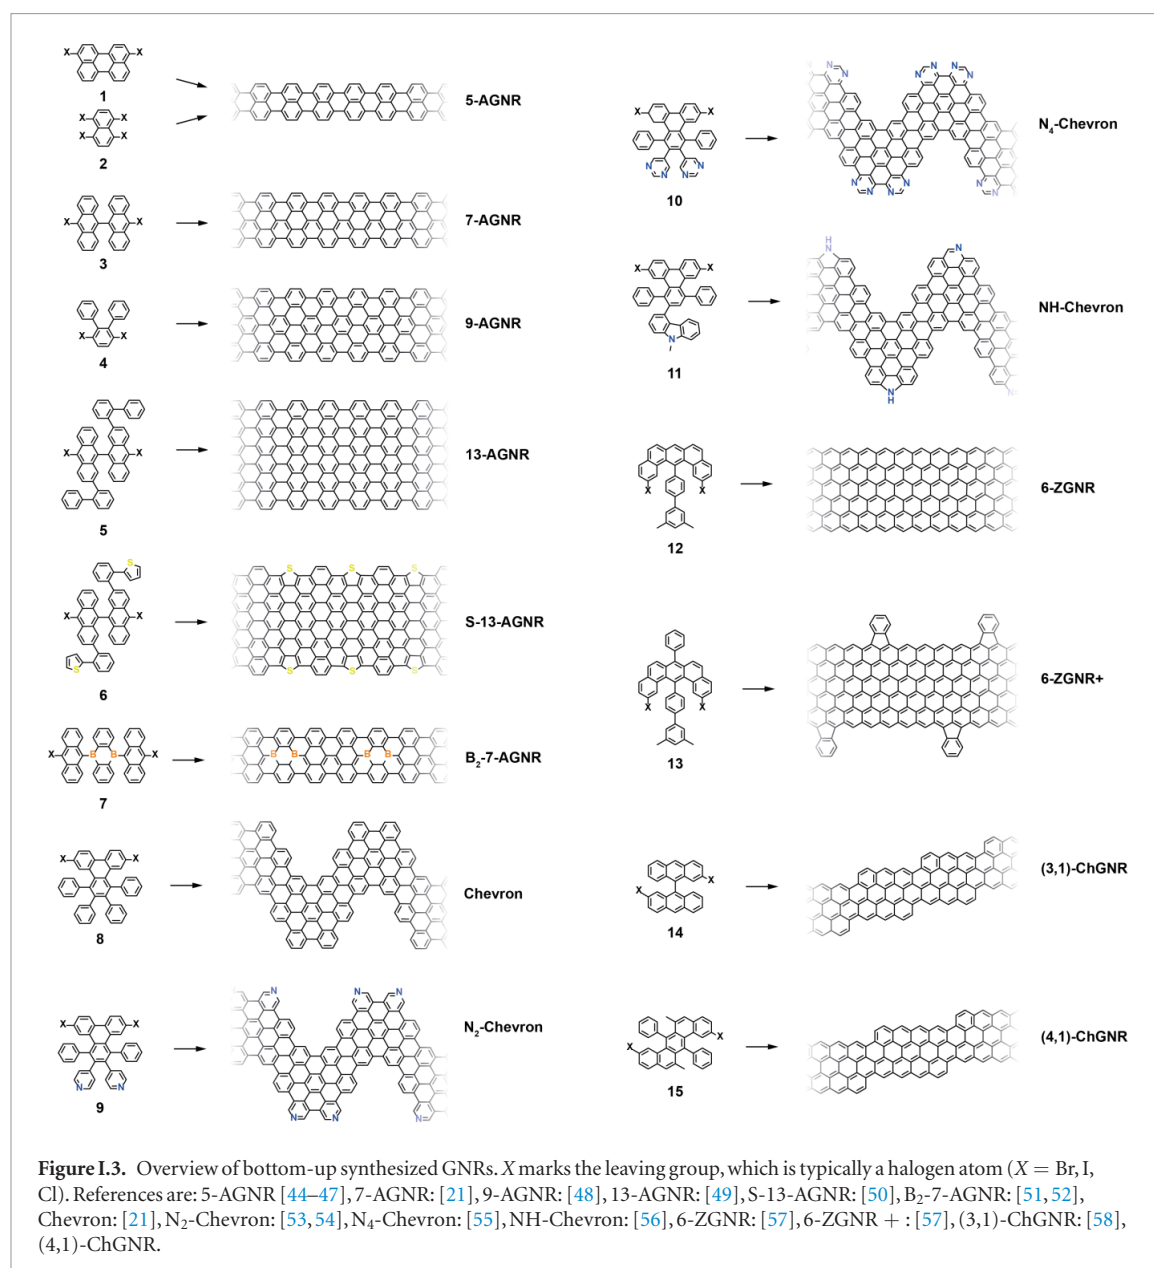 X
X
1
X
X
X
X
2
5-AGNR
X
X
3
7-AGNR
X
X
4
9-AGNR
X
X
5
13-AGNR
S
X
X
S
6
S
S
S
S
S
S
S-13-AGNR
X
B
B
X
7
B
B
B
B
B₂-7-AGNR
X
X
8
Chevron
X
X
N
N
9
N
N
N
N
N
N
N₂-Chevron
X
X
N
N
N
N
10
N
N
N
N
N
N
N
N
N
N
N
N
N₄-Chevron
X
X
N
11
H
N
N
N
H
N
NH-Chevron
X
X
12
6-ZGNR
X
X
13
6-ZGNR+
X
X
14
(3,1)-ChGNR
X
X
15
(4,1)-ChGNR
Figure I.3. Overview of bottom-up synthesized GNRs. X marks the leaving group, which is typically a halogen atom (X = Br, I,
Cl). References are: 5-AGNR [44–47], 7-AGNR: [21], 9-AGNR: [48], 13-AGNR: [49], S-13-AGNR: [50], B₂-7-AGNR: [51, 52],
Chevron: [21], N₂-Chevron: [53, 54], N₄-Chevron: [55], NH-Chevron: [56], 6-ZGNR: [57], 6-ZGNR + : [57], (3,1)-ChGNR: [58],
(4,1)-ChGNR.